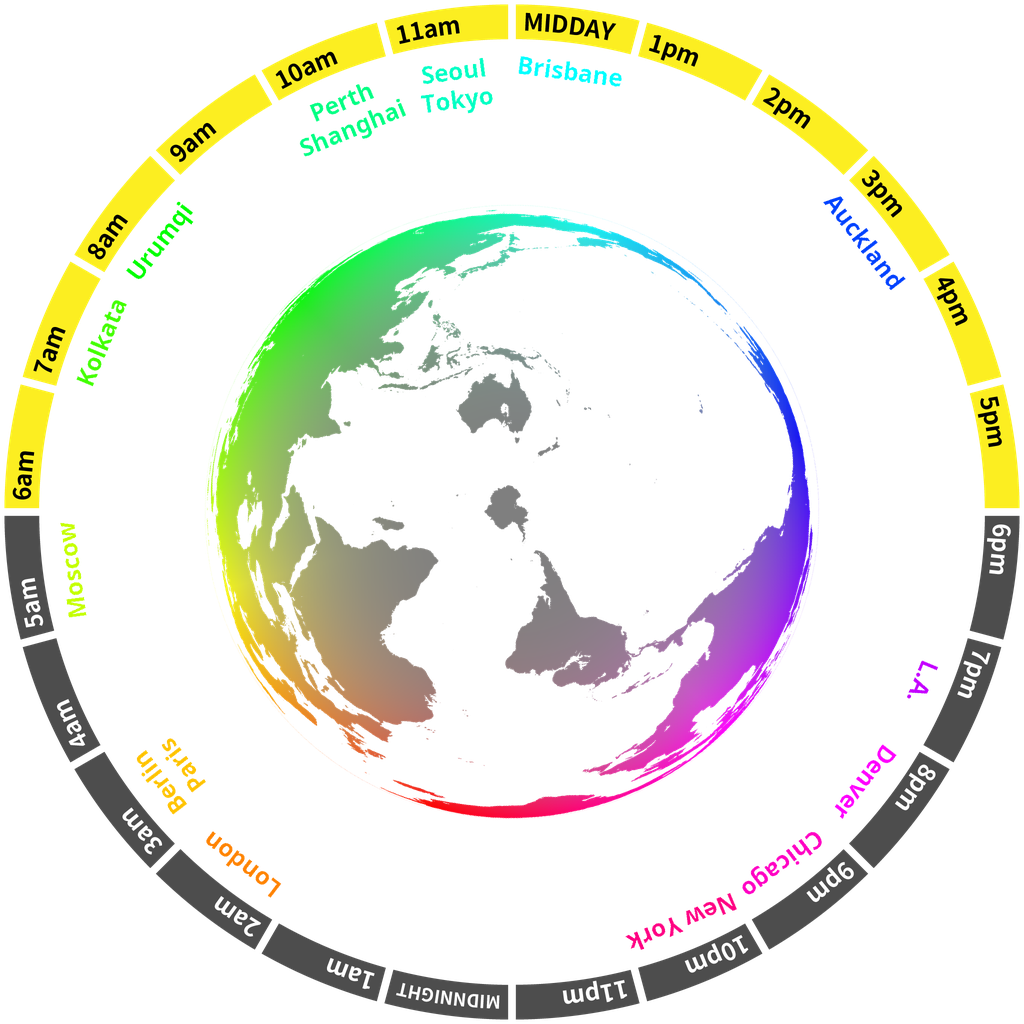 MIDDAY
1pm
2pm
3pm
4pm
5pm
6pm
7pm
8pm
9pm
10pm
11pm
MIDNNIGHT
1am
2am
3am
4am
5am
6am
7am
8am
9am
10am
11am
Brisbane
Auckland
L.A.
Denver
Chicago
New York
London
Berlin
Paris
Moscow
Kolkata
Urumqi
Perth
Shanghai
Seoul
Tokyo